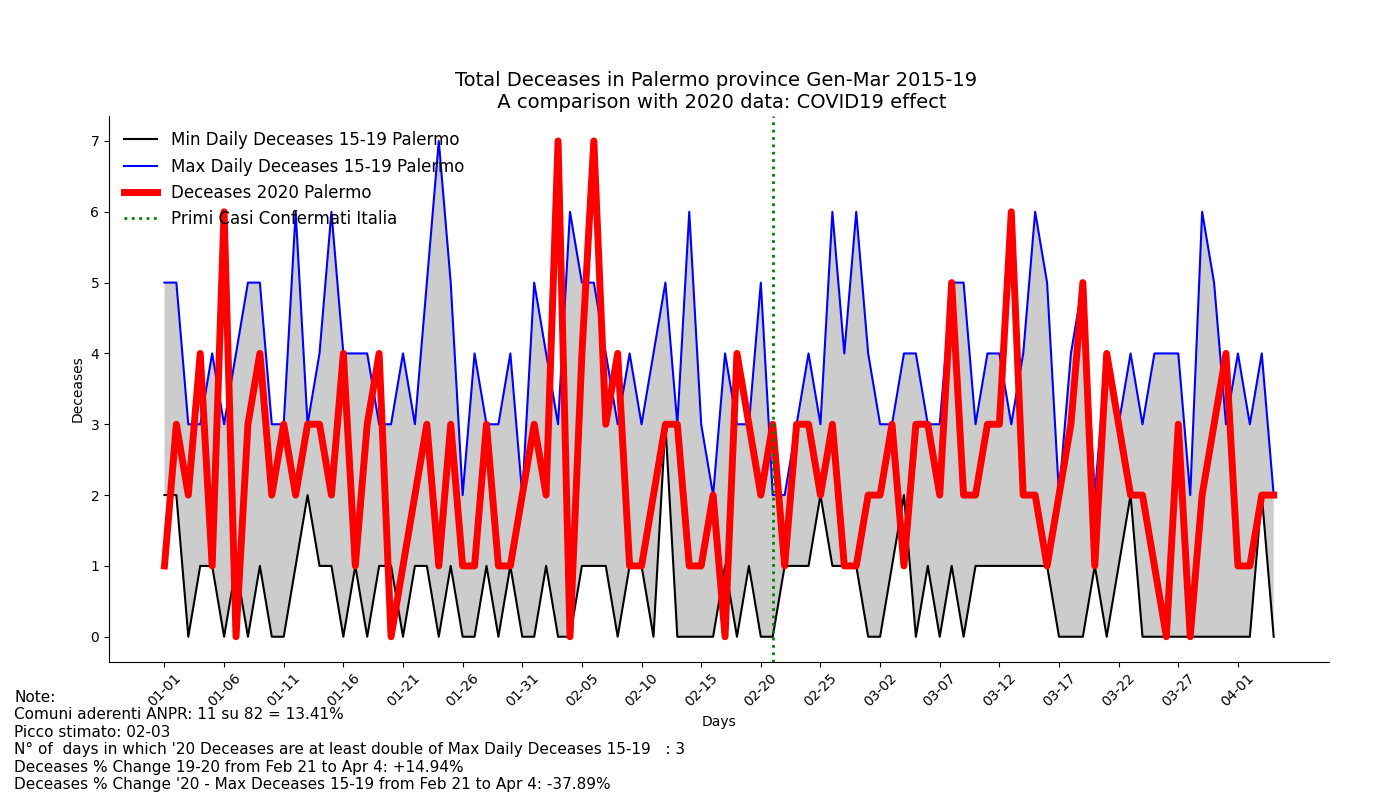 Total Deceases in Palermo province Gen-Mar 2015-19
A comparison with 2020 data: COVID19 effect
Min Daily Deceases 15-19 Palermo
Max Daily Deceases 15-19 Palermo
Deceases 2020 Palermo
Primi Casi Confermati Italia
Deceases
7
6
5
4
3
2
1
0
01-01 01-06 01-11 01-16 01-21 01-26 01-31 02-05 02-10 02-15 02-20 02-25 03-02 03-07 03-12 03-17 03-22 03-27 04-01
Days
Note:
Comuni aderenti ANPR: 11 su 82 = 13.41%
Picco stimato: 02-03
N° of  days in which '20 Deceases are at least double of Max Daily Deceases 15-19   : 3
Deceases % Change 19-20 from Feb 21 to Apr 4: +14.94%
Deceases % Change '20 - Max Deceases 15-19 from Feb 21 to Apr 4: -37.89%